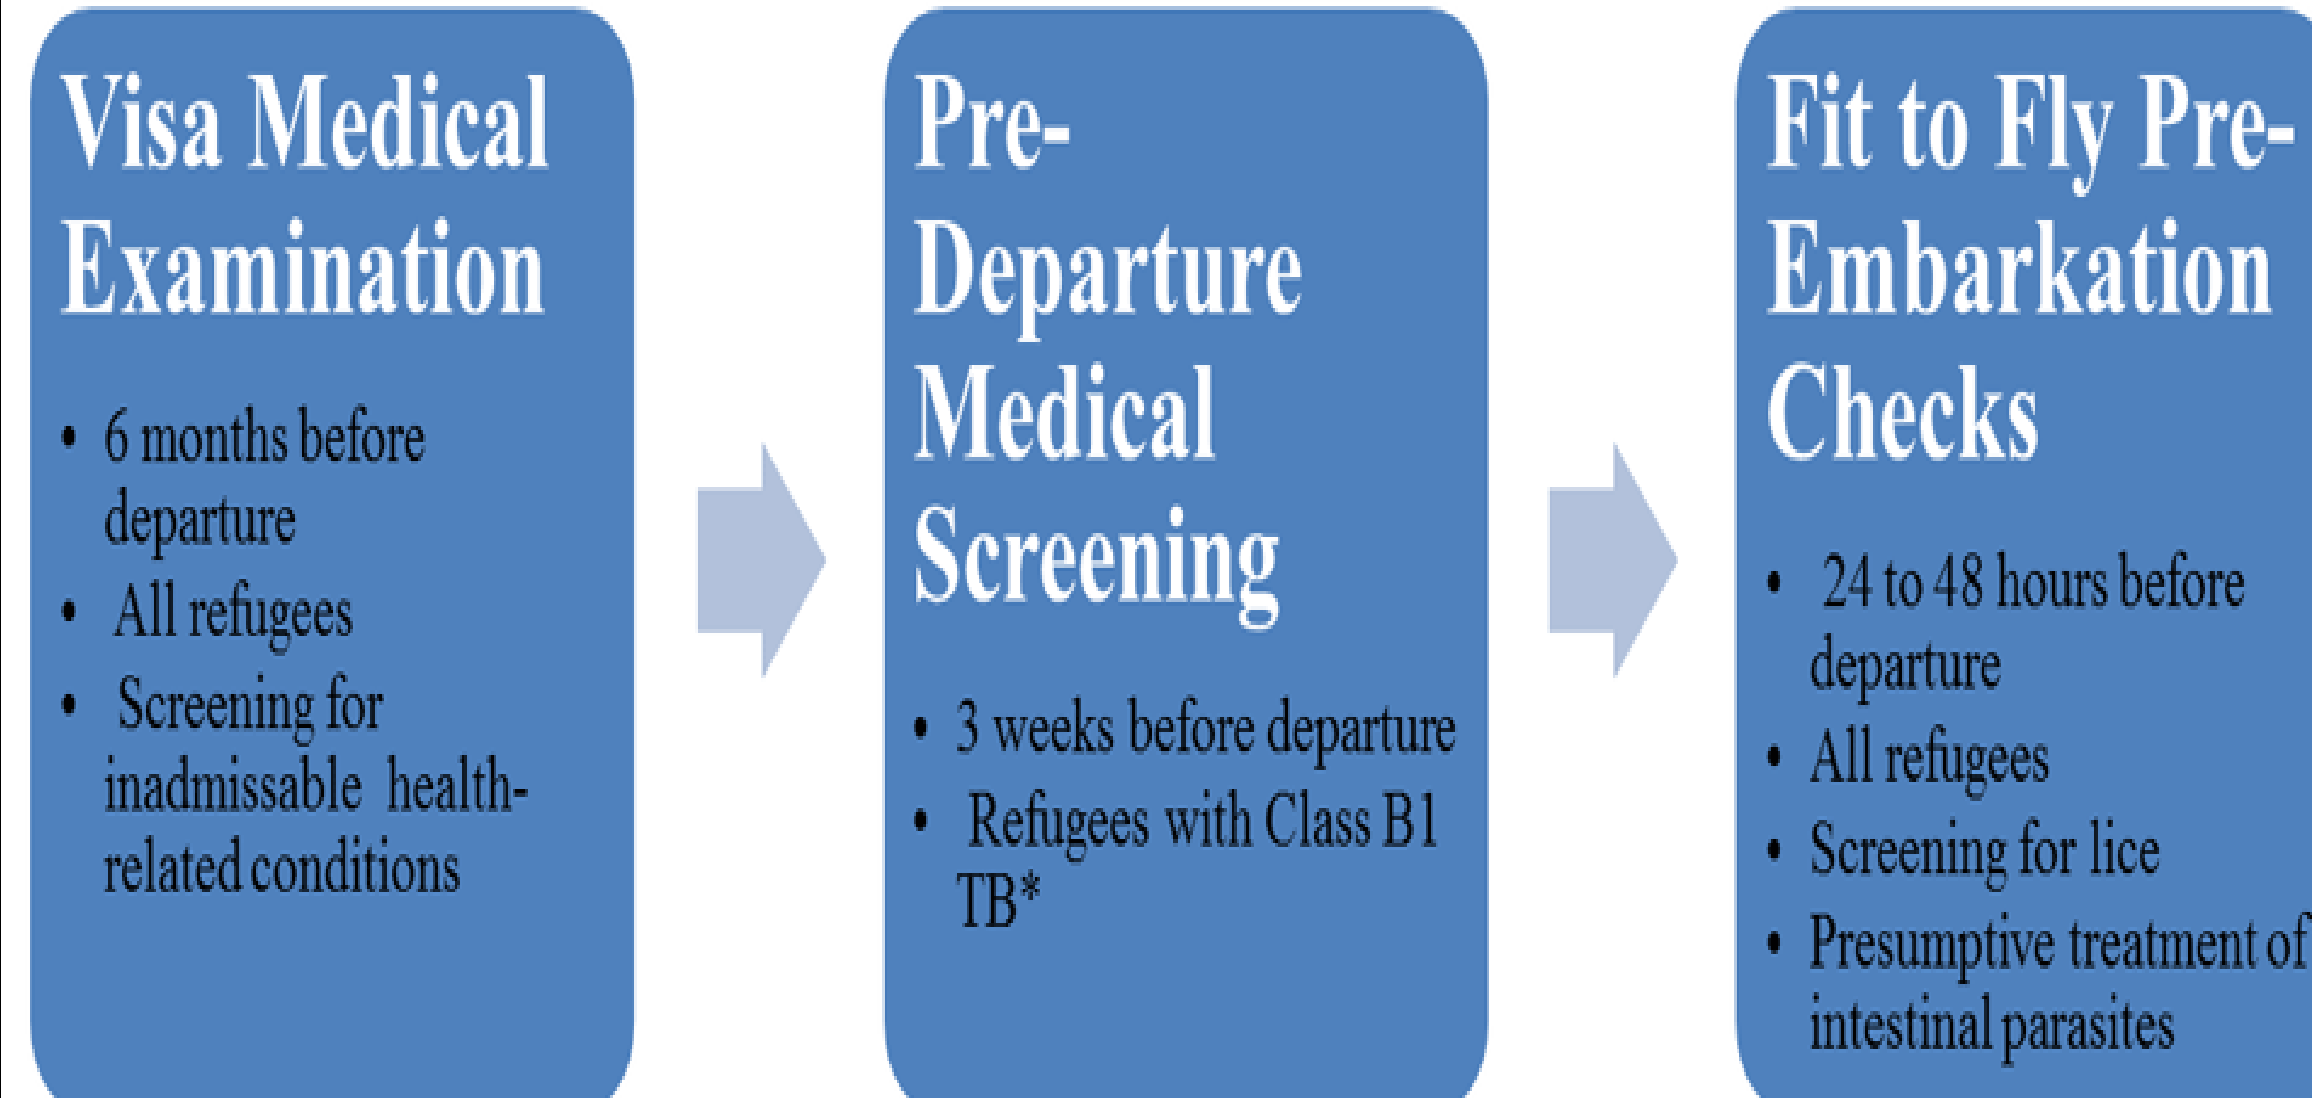 Visa Medical
Examination
• 6 months before
departure
• All refugees
• Screening for
inadmissable health-
related conditions
Pre-
Departure
Medical
Screening
• 3 weeks before departure
• Refugees with Class B1
TB*
Fit to Fly Pre-
Embarkation
Checks
• 24 to 48 hours before
departure
• All refugees
• Screening for lice
• Presumptive treatment of
intestinal parasites